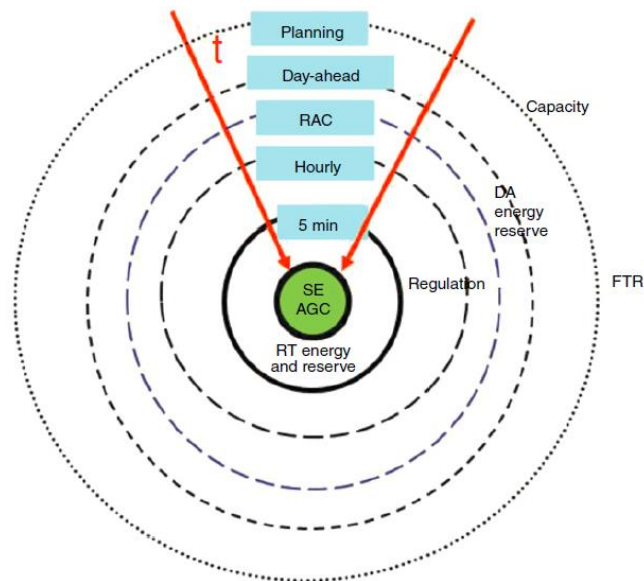 t
Planning
Day-ahead
RAC
Hourly
5 min
Capacity
DA
energy
reserve
Regulation
FTR
SE
AGC
RT energy
and reserve